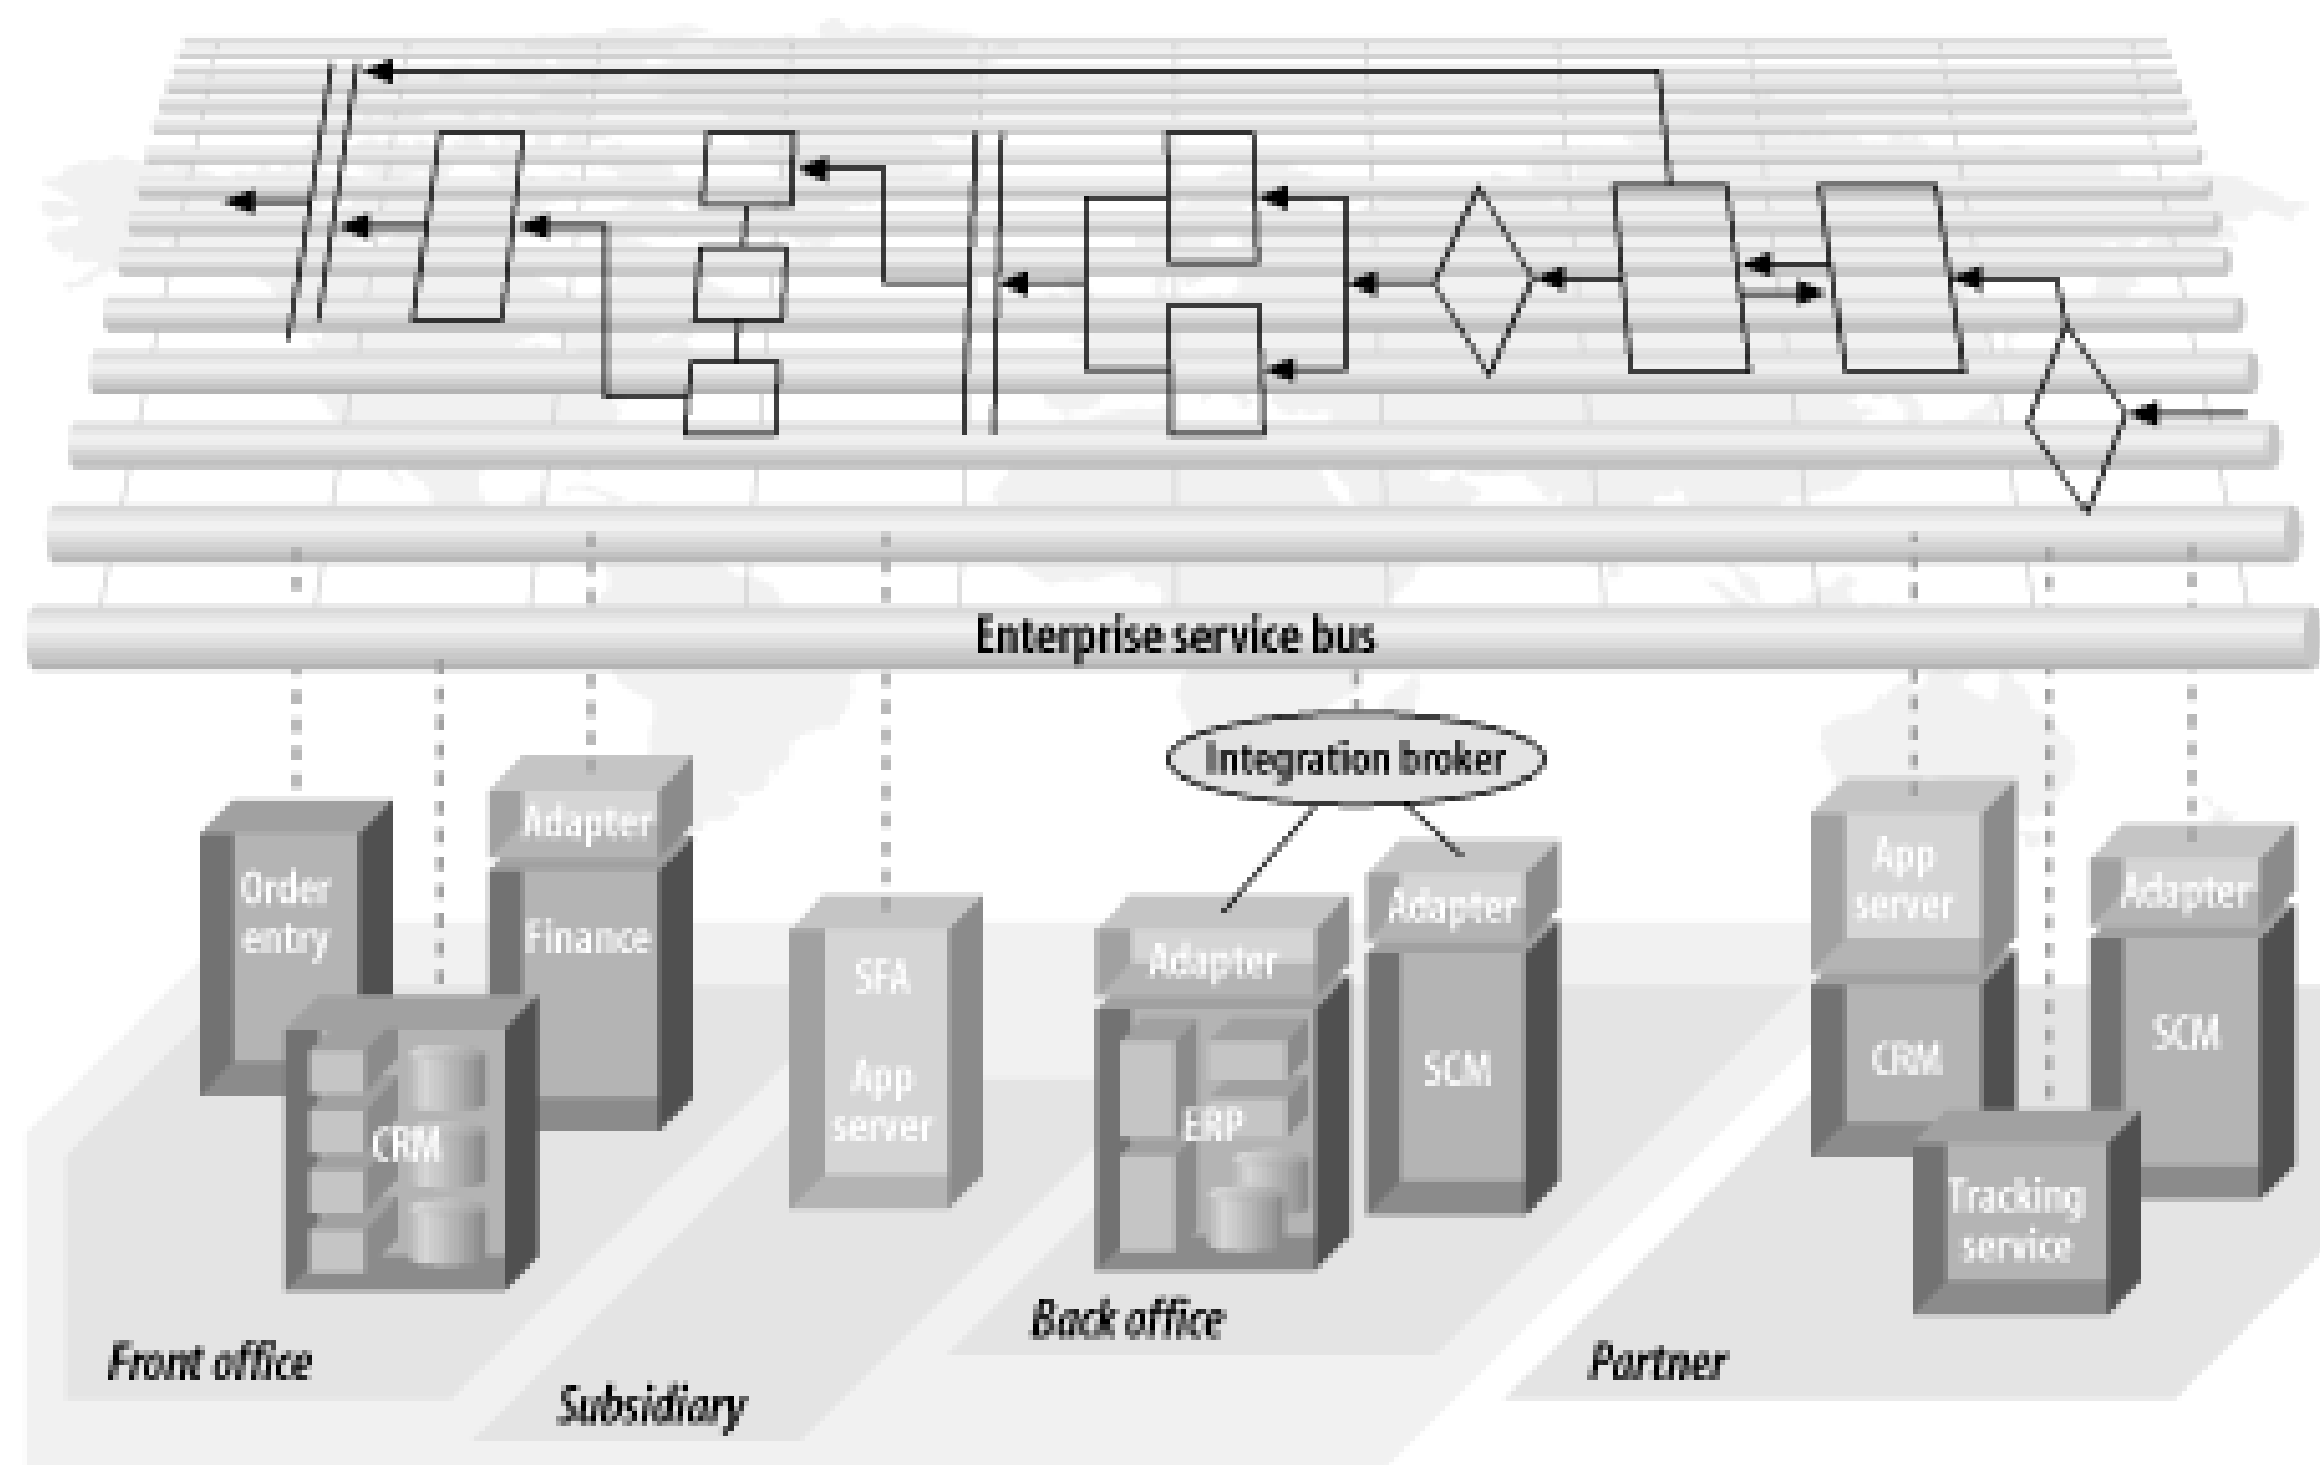 Enterprise service bus
Integration broker
Order
entry
Adapter
Finance
CRM
SFA
App
server
Adapter
ERP
Adapter
SCM
App
server
CRM
Adapter
SCM
Tracking
service
Front office
Subsidiary
Back office
Partner